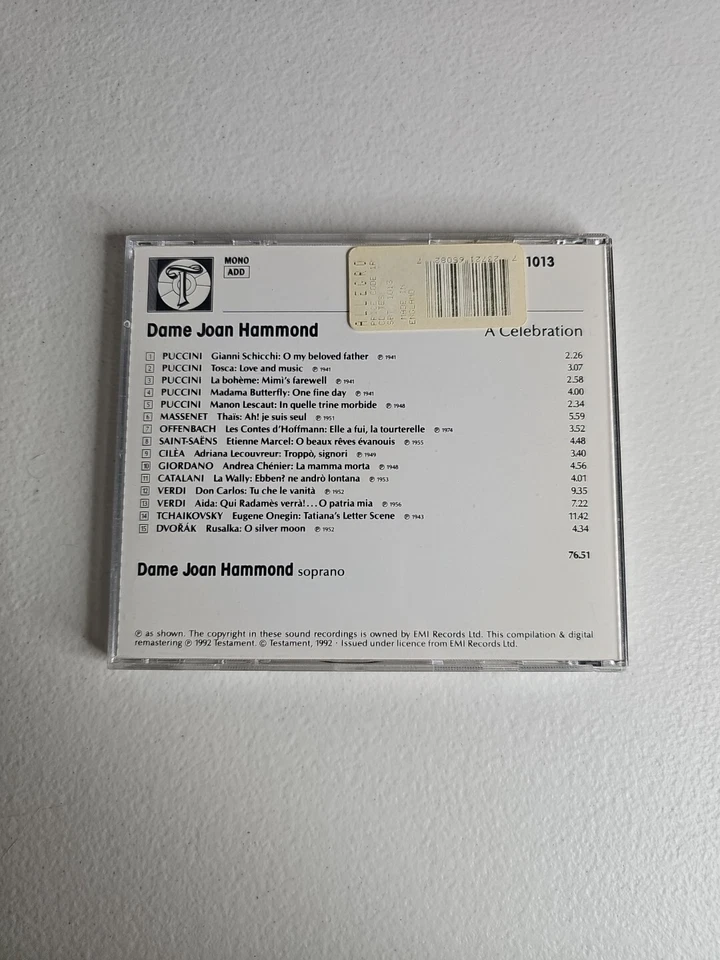 T
MONO
ADD
1013
ALLEGRO
MADE IN
ENGLAND
Dame Joan Hammond
A Celebration
1 PUCCINI Gianni Schicchi: O my beloved father ℗ 1941 2.26
2 PUCCINI Tosca: Love and music ℗ 1941 3.07
3 PUCCINI La bohème: Mimi's farewell ℗ 1941 2.58
4 PUCCINI Madama Butterfly: One fine day ℗ 1941 4.00
5 PUCCINI Manon Lescaut: In quelle trine morbide ℗ 1948 2.34
6 MASSENET Thaïs: Ah! je suis seul ℗ 1951 5.59
7 OFFENBACH Les Contes d'Hoffmann: Elle a fui, la tourterelle ℗ 1974 3.52
8 SAINT-SAËNS Etienne Marcel: O beaux rêves évanouis ℗ 1955 4.48
9 CILÈA Adriana Lecouvreur: Troppò, signori ℗ 1949 3.40
10 GIORDANO Andrea Chénier: La mamma morta ℗ 1948 4.56
11 CATALANI La Wally: Ebben? ne andrò lontana ℗ 1953 4.01
12 VERDI Don Carlos: Tu che le vanità ℗ 1952 9.35
13 VERDI Aida: Qui Radamès verrà!...O patria mia ℗ 1956 7.22
14 TCHAIKOVSKY Eugene Onegin: Tatiana's Letter Scene ℗ 1943 11.42
15 DVOŘÁK Rusalka: O silver moon ℗ 1952 4.34
76.51
Dame Joan Hammond soprano
℗ as shown. The copyright in these sound recordings is owned by EMI Records Ltd. This compilation & digital
remastering ℗ 1992 Testament. © Testament, 1992 · Issued under licence from EMI Records Ltd.